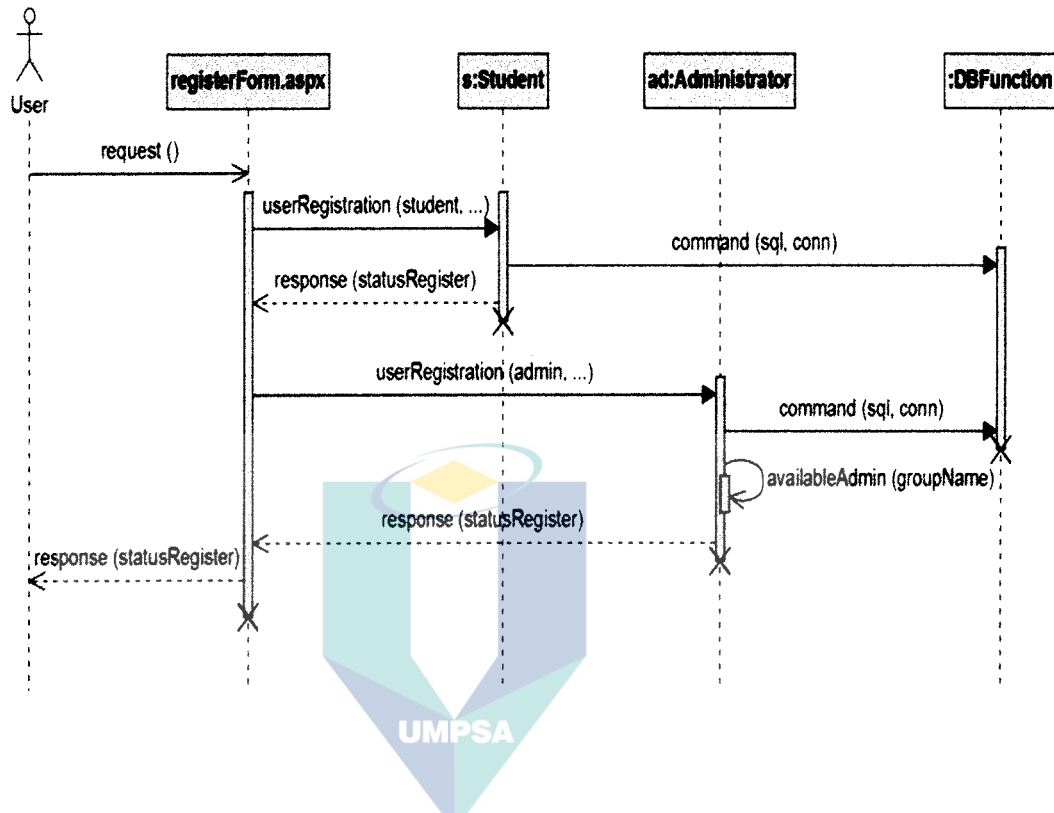 User
registerForm.aspx
s:Student
ad:Administrator
:DBFunction
request ()
userRegistration (student, ...)
command (sql, conn)
response (statusRegister)
userRegistration (admin, ...)
command (sql, conn)
availableAdmin (groupName)
response (statusRegister)
response (statusRegister)
UMPSA